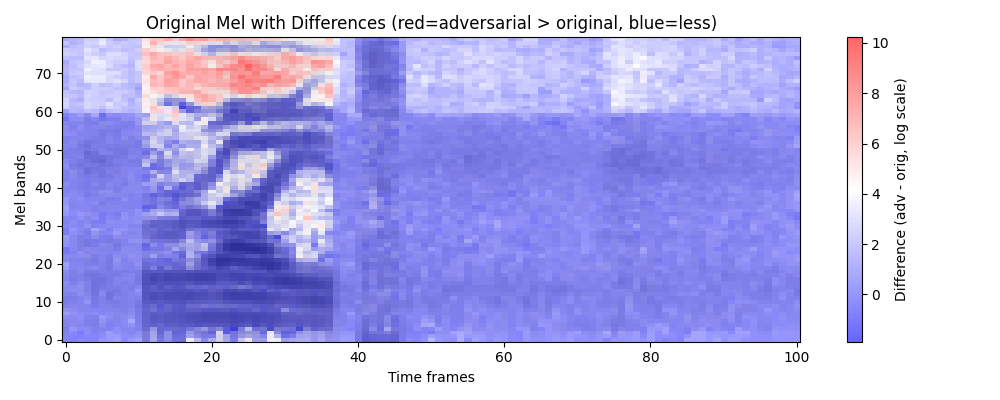 Original Mel with Differences (red=adversarial > original, blue=less)
Mel bands
70
60
50
40
30
20
10
0
0 20 40 60 80 100
Time frames
10
8
6
4
2
0
Difference (adv - orig, log scale)